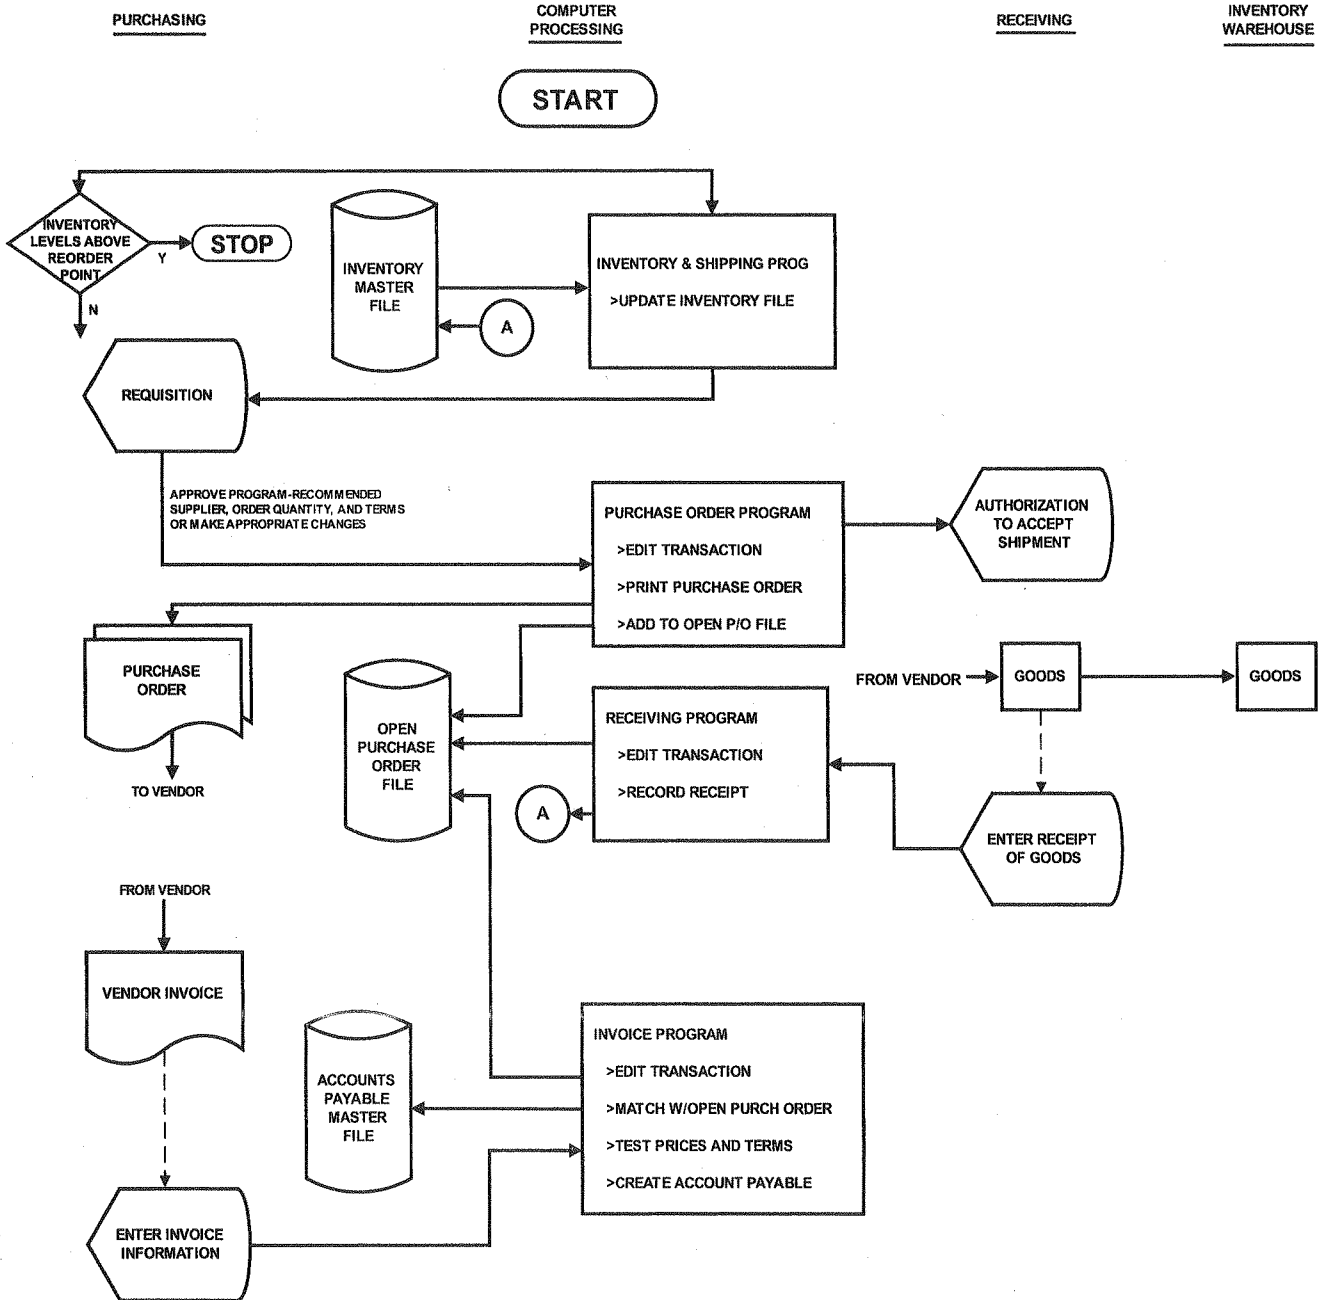 PURCHASING
COMPUTER
PROCESSING
RECEIVING
INVENTORY
WAREHOUSE
START
INVENTORY
LEVELS ABOVE
REORDER
POINT
Y
STOP
N
INVENTORY
MASTER
FILE
A
INVENTORY & SHIPPING PROG
>UPDATE INVENTORY FILE
REQUISITION
APPROVE PROGRAM-RECOMMENDED
SUPPLIER, ORDER QUANTITY, AND TERMS
OR MAKE APPROPRIATE CHANGES
PURCHASE ORDER PROGRAM
>EDIT TRANSACTION
>PRINT PURCHASE ORDER
>ADD TO OPEN P/O FILE
AUTHORIZATION
TO ACCEPT
SHIPMENT
PURCHASE
ORDER
TO VENDOR
OPEN
PURCHASE
ORDER
FILE
RECEIVING PROGRAM
>EDIT TRANSACTION
>RECORD RECEIPT
A
FROM VENDOR
GOODS
GOODS
ENTER RECEIPT
OF GOODS
FROM VENDOR
VENDOR INVOICE
ACCOUNTS
PAYABLE
MASTER
FILE
INVOICE PROGRAM
>EDIT TRANSACTION
>MATCH W/OPEN PURCH ORDER
>TEST PRICES AND TERMS
>CREATE ACCOUNT PAYABLE
ENTER INVOICE
INFORMATION